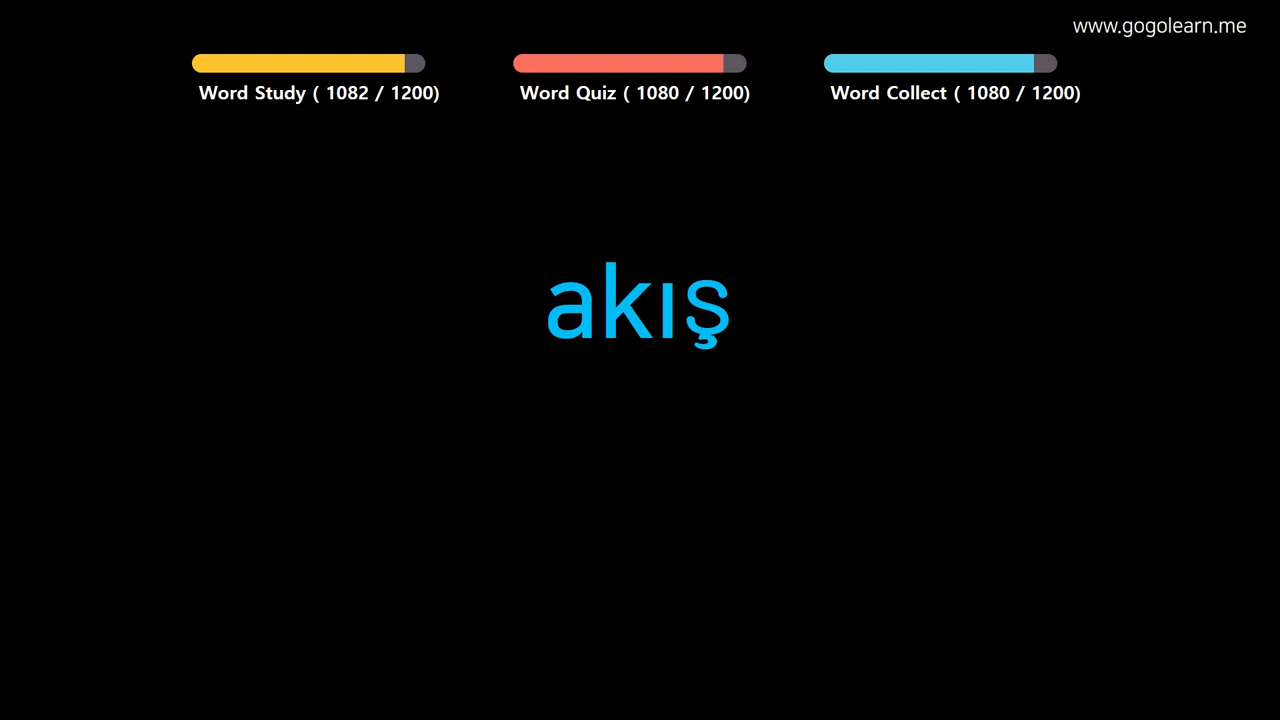 www.gogolearn.me
Word Study ( 1082 / 1200)
Word Quiz ( 1080 / 1200)
Word Collect ( 1080 / 1200)
akış